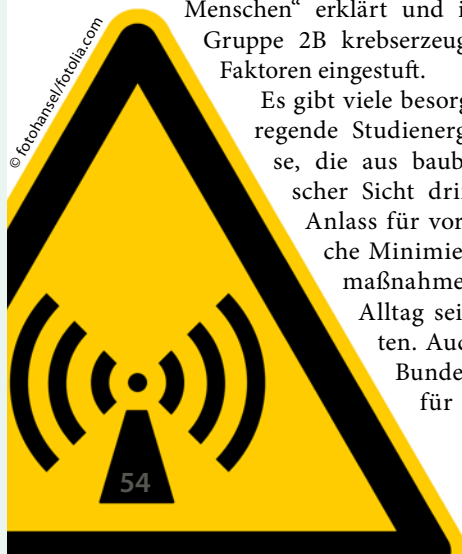 © fotohansel/fotolia.com
Menschen“ erklärt und i
Gruppe 2B krebserzeug
Faktoren eingestuft.
Es gibt viele besorg
regende Studienerg
se, die aus baub
scher Sicht dri
Anlass für vor
che Minimie
maßnahme
Alltag sei
ten. Auc
Bunde
für
54